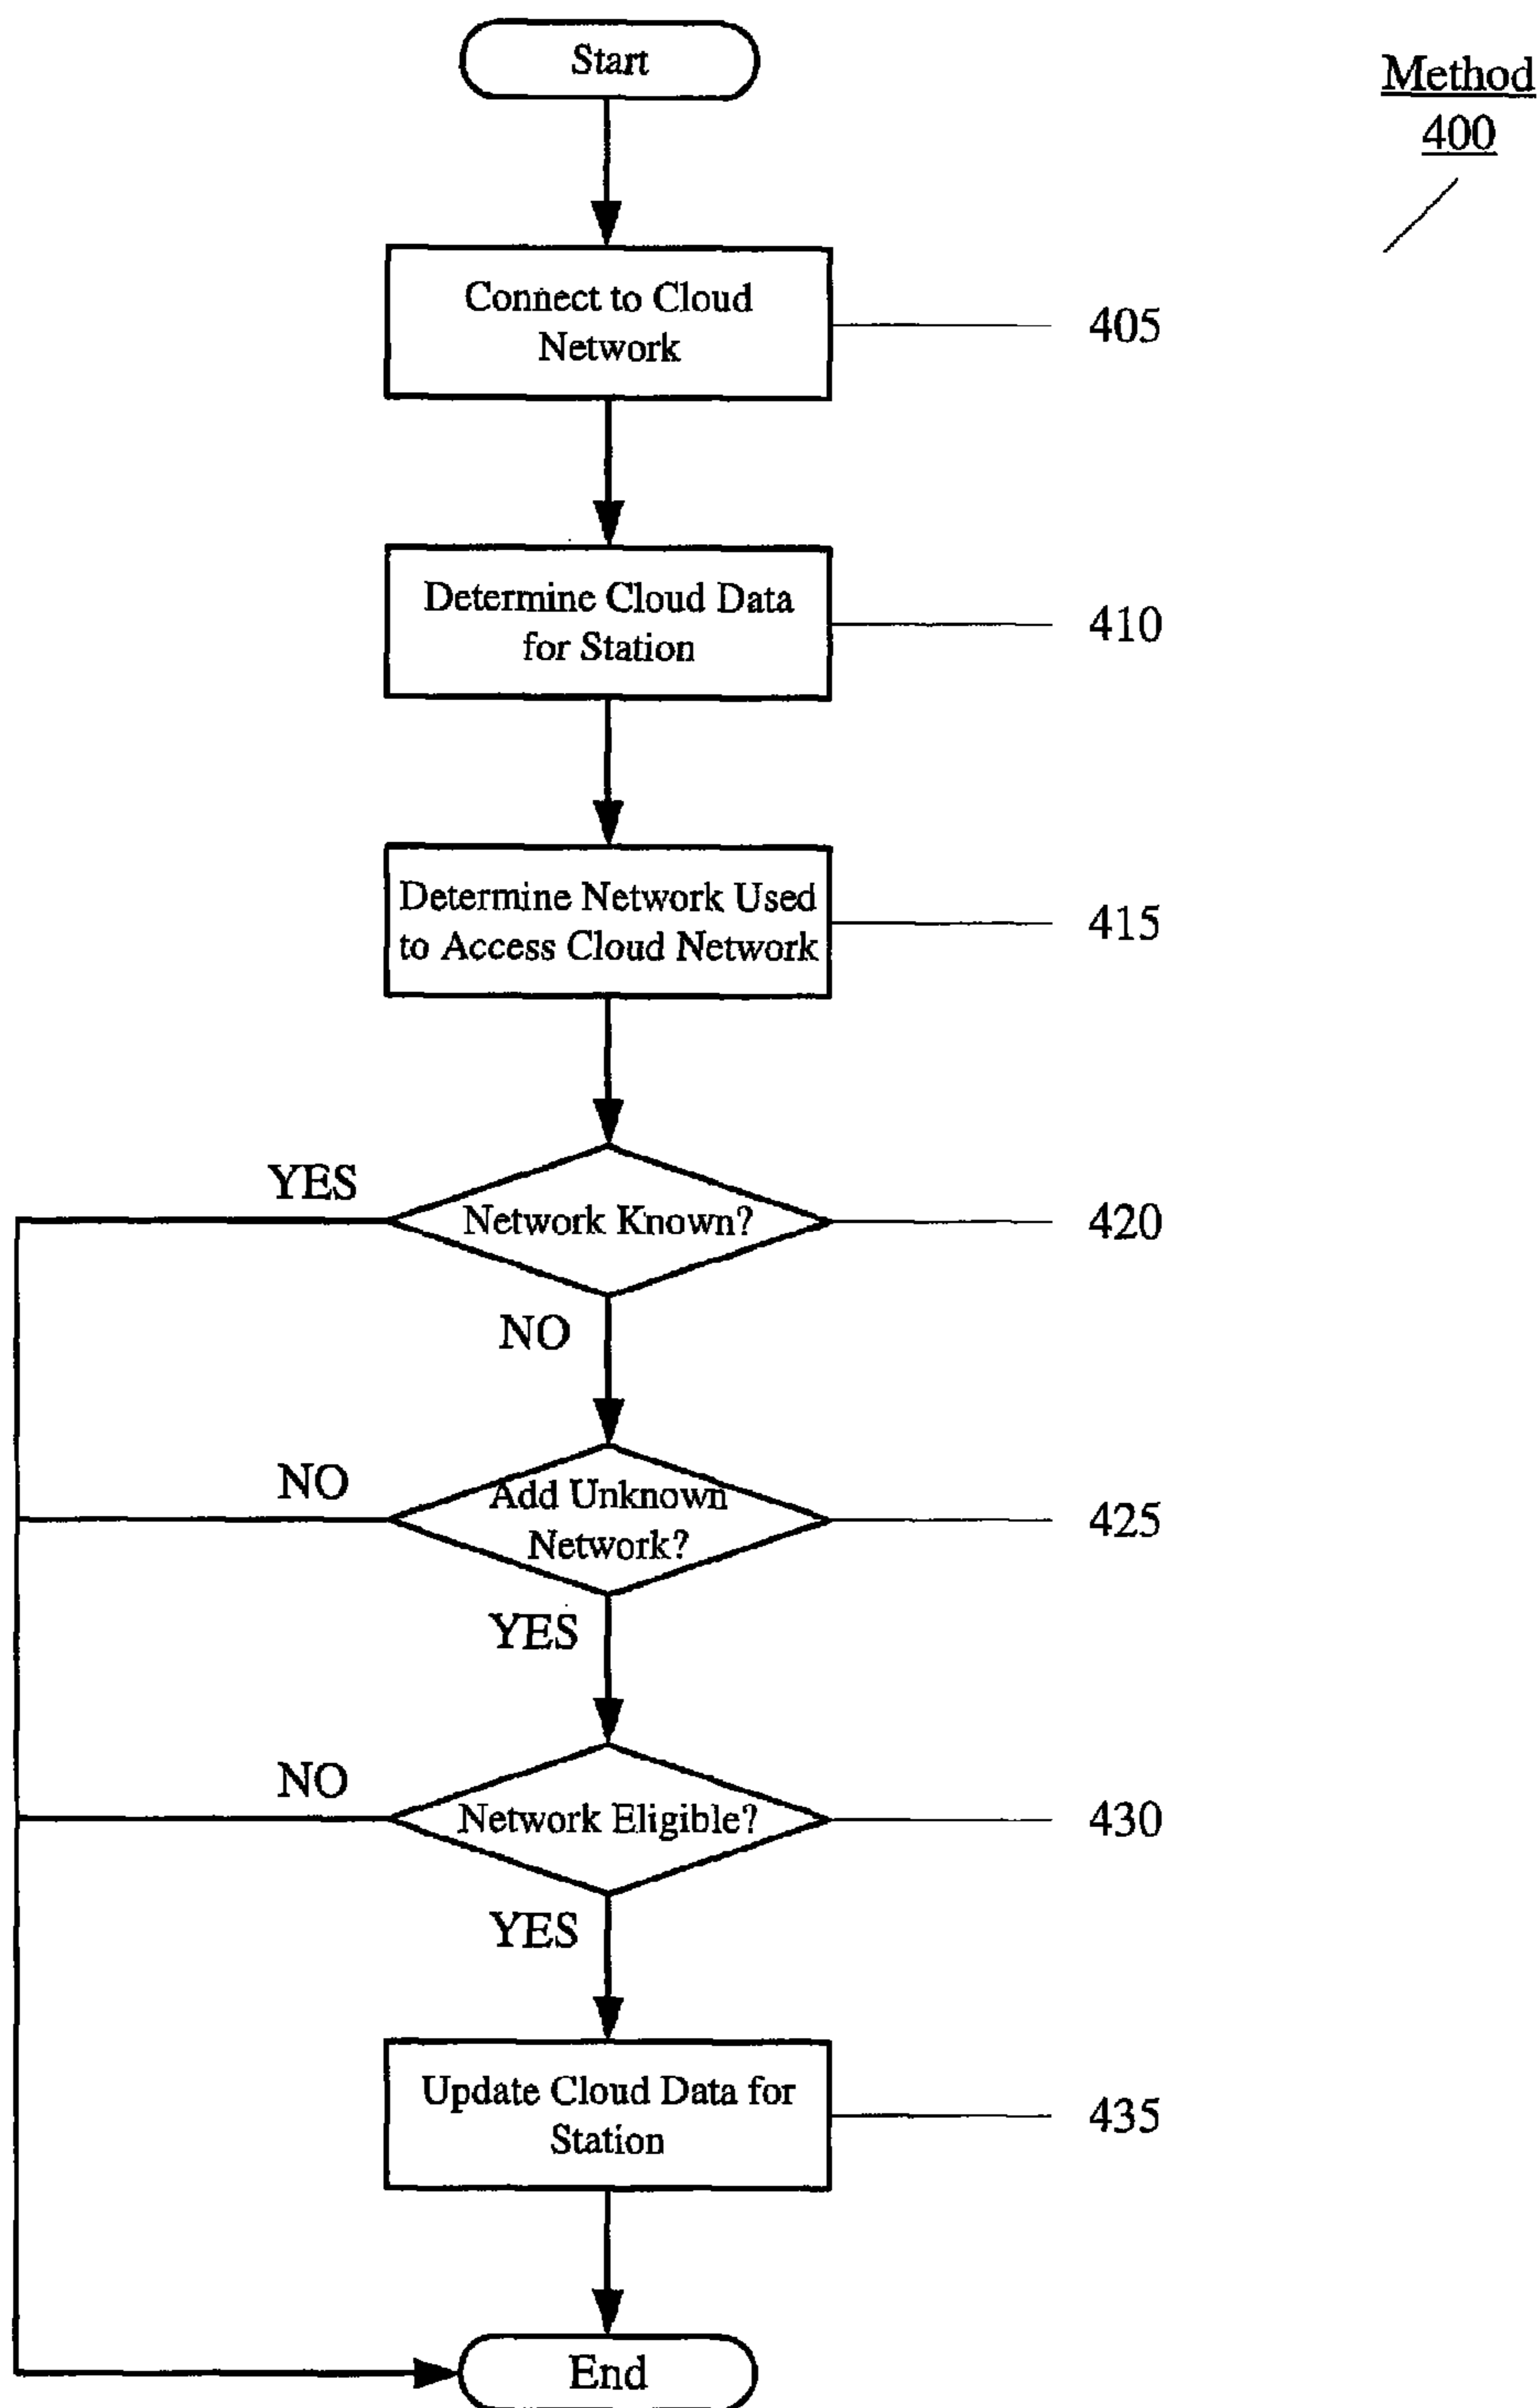 Start
Method
400
Connect to Cloud
Network
405
Determine Cloud Data
for Station
410
Determine Network Used
to Access Cloud Network
415
YES
Network Known?
420
NO
NO
Add Unknown
Network?
425
YES
NO
Network Eligible?
430
YES
Update Cloud Data for
Station
435
End